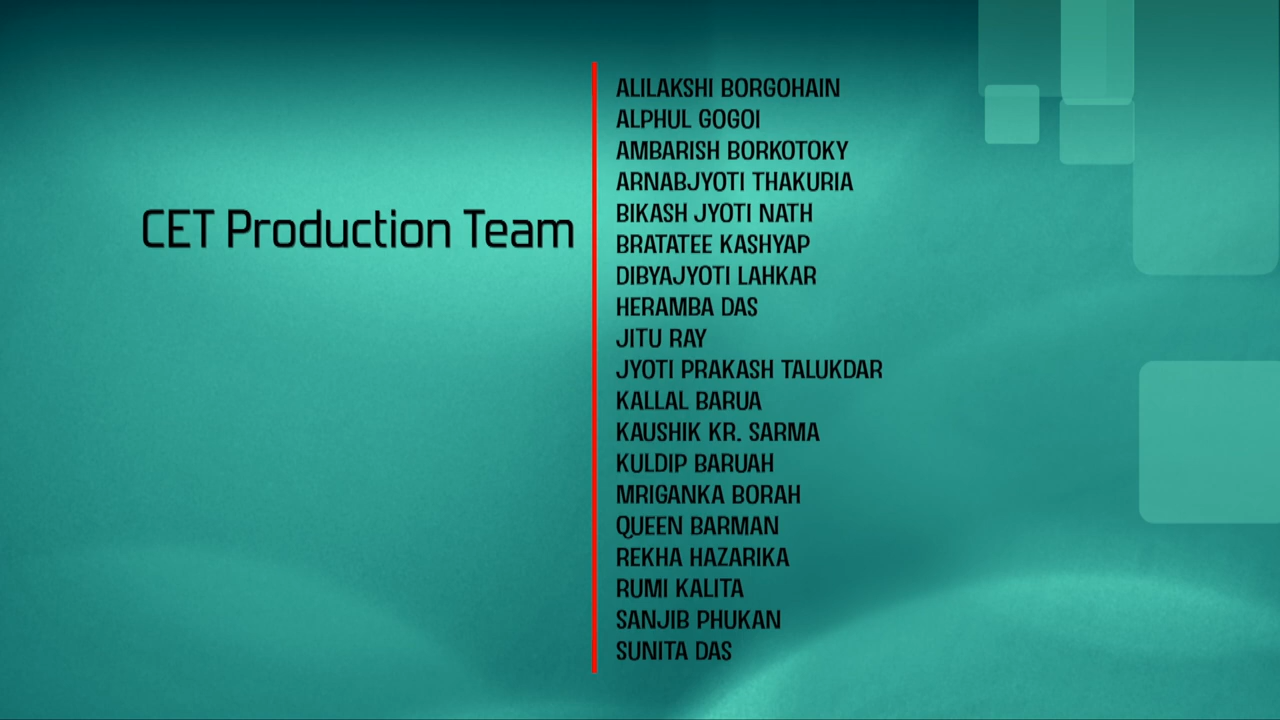 CET Production Team
ALILAKSHI BORGOHAIN
ALPHUL GOGOI
AMBARISH BORKOTOKY
ARNABJYOTI THAKURIA
BIKASH JYOTI NATH
BRATATEE KASHYAP
DIBYAJYOTI LAHKAR
HERAMBA DAS
JITU RAY
JYOTI PRAKASH TALUKDAR
KALLAL BARUA
KAUSHIK KR. SARMA
KULDIP BARUAH
MRIGANKA BORAH
QUEEN BARMAN
REKHA HAZARIKA
RUMI KALITA
SANJIB PHUKAN
SUNITA DAS